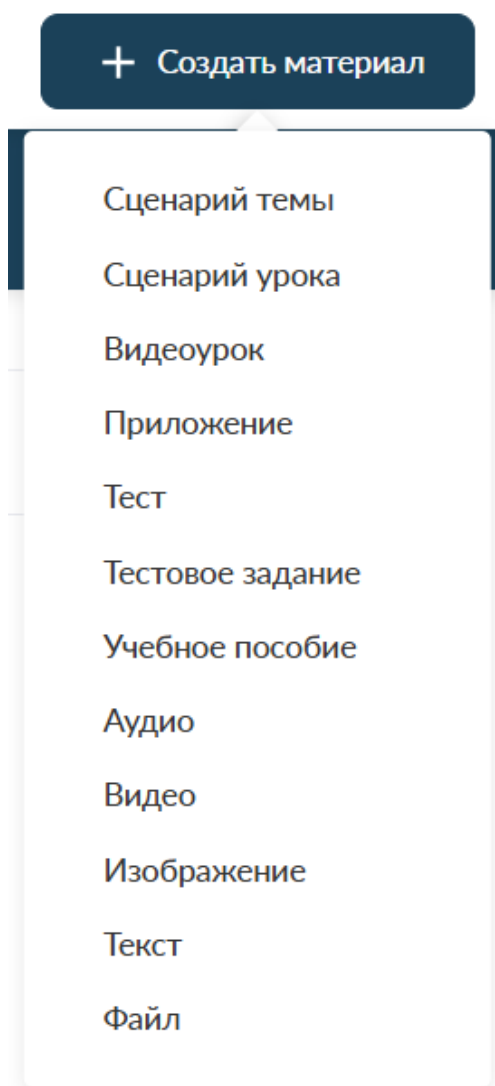 + Создать материал
Сценарий темы
Сценарий урока
Видеоурок
Приложение
Тест
Тестовое задание
Учебное пособие
Аудио
Видео
Изображение
Текст
Файл